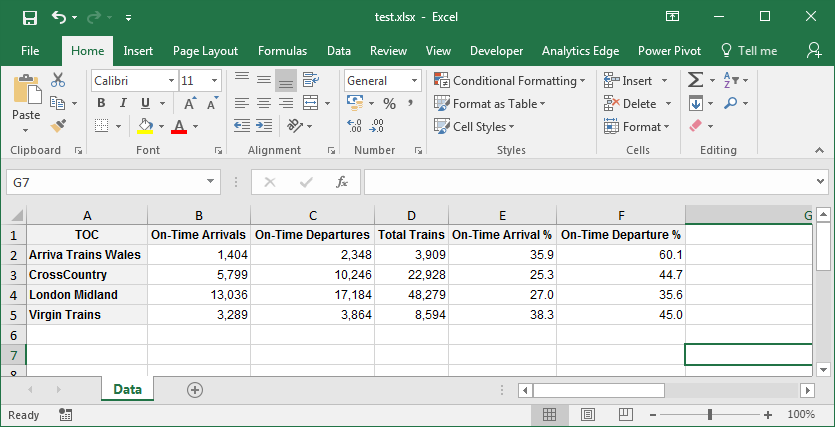 test.xlsx - Excel
File Home Insert Page Layout Formulas Data Review View Developer Analytics Edge Power Pivot Tell me
Calibri 11 General Conditional Formatting Insert
Paste B I U A A % , Format as Table Delete
A Cell Styles Format
Clipboard Font Alignment Number Styles Cells Editing
G7 fx
A B C D E F G
1 TOC On-Time Arrivals On-Time Departures Total Trains On-Time Arrival % On-Time Departure %
2 Arriva Trains Wales 1,404 2,348 3,909 35.9 60.1
3 CrossCountry 5,799 10,246 22,928 25.3 44.7
4 London Midland 13,036 17,184 48,279 27.0 35.6
5 Virgin Trains 3,289 3,864 8,594 38.3 45.0
6
7
8
Data
Ready 100%